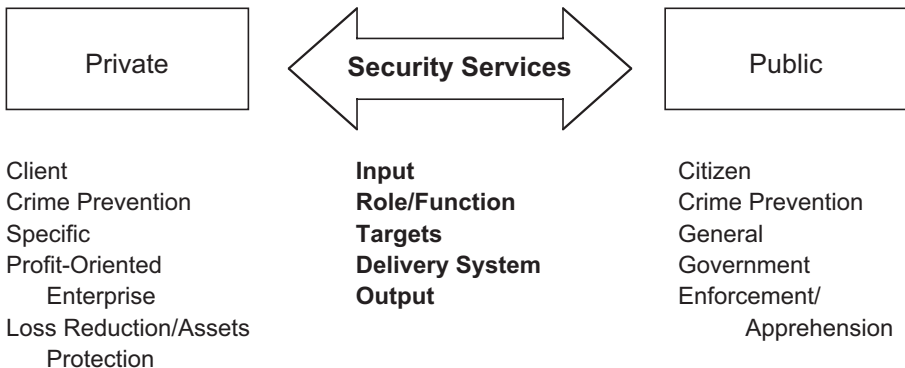 Private
Security Services
Public
Client
Crime Prevention
Specific
Profit-Oriented
Enterprise
Loss Reduction/Assets
Protection
Input
Role/Function
Targets
Delivery System
Output
Citizen
Crime Prevention
General
Government
Enforcement/
Apprehension